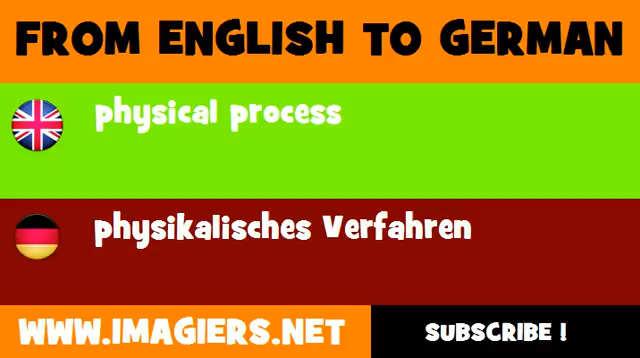 FROM ENGLISH TO GERMAN
physical process
physikalisches Verfahren
WWW.IMAGIERS.NET
SUBSCRIBE !